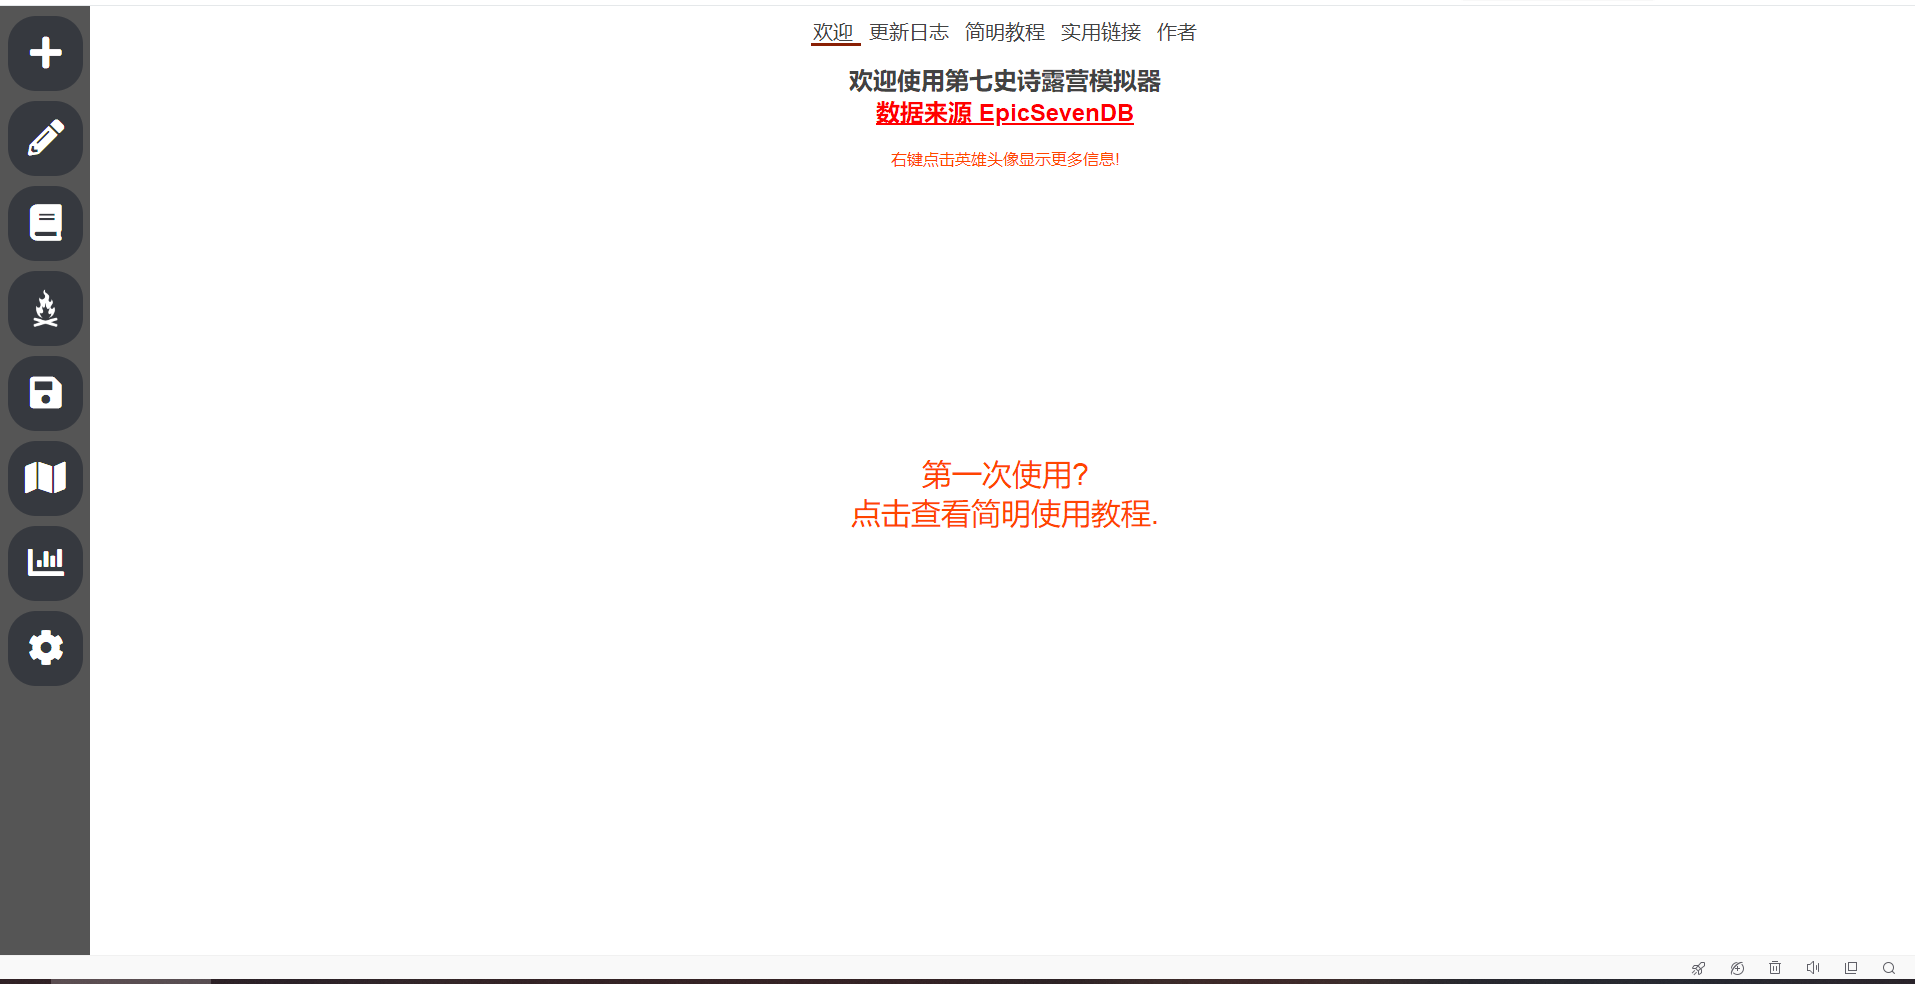 欢迎 更新日志 简明教程 实用链接 作者
欢迎使用第七史诗露营模拟器
数据来源 EpicSevenDB
右键点击英雄头像显示更多信息!
第一次使用?
点击查看简明使用教程.